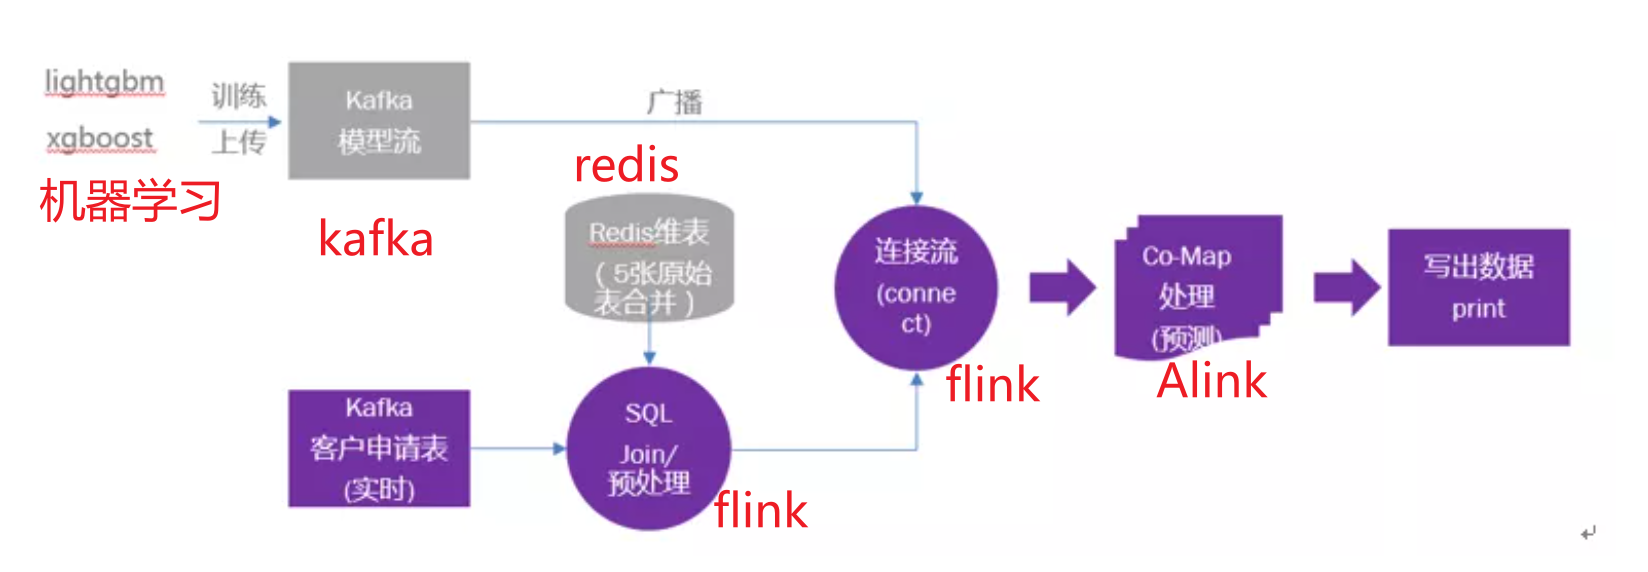 lightgbm
xgboost
机器学习
训练
上传
Kafka
模型流
kafka
广播
redis
Redis维表
(5张原始
表合并)
Kafka
客户申请表
(实时)
SQL
Join/
预处理
flink
连接流
(conne
ct)
flink
Co-Map
处理
(预测)
Alink
写出数据
print